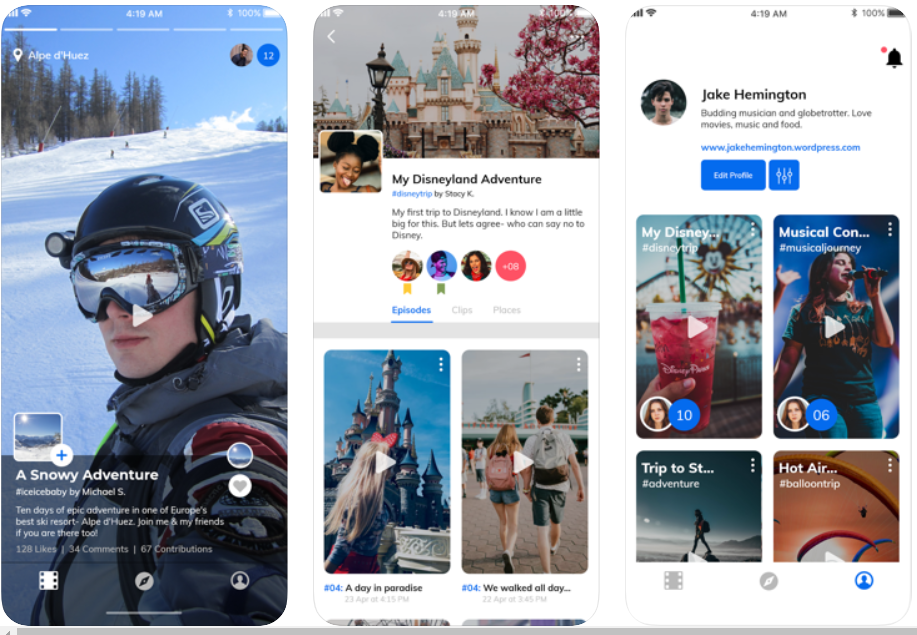 4:19 AM
100%
Alpe d'Huez
12
A Snowy Adventure
#iceicebaby by Michael S.
Ten days of epic adventure in one of Europe's
best ski resort- Alpe d'Huez. Join me & my friends
if you are there too!
128 Likes | 34 Comments | 67 Contributions
4:19 AM
100%
My Disneyland Adventure
#disneytrip by Stacy K.
My first trip to Disneyland. I know I am a little
big for this. But lets agree- who can say no to
Disney.
+08
Episodes Clips Places
#04: A day in paradise
23 Apr at 4:15 PM
#04: We walked all day...
22 Apr at 3:45 PM
4:19 AM
100%
Jake Hemington
Budding musician and globetrotter. Love
movies, music and food.
www.jakehemington.wordpress.com
Edit Profile
My Disney...
#disneytrip
Disney Parks
10
Musical Con...
#musicaljourney
06
Trip to St...
#adventure
Hot Air...
#balloontrip